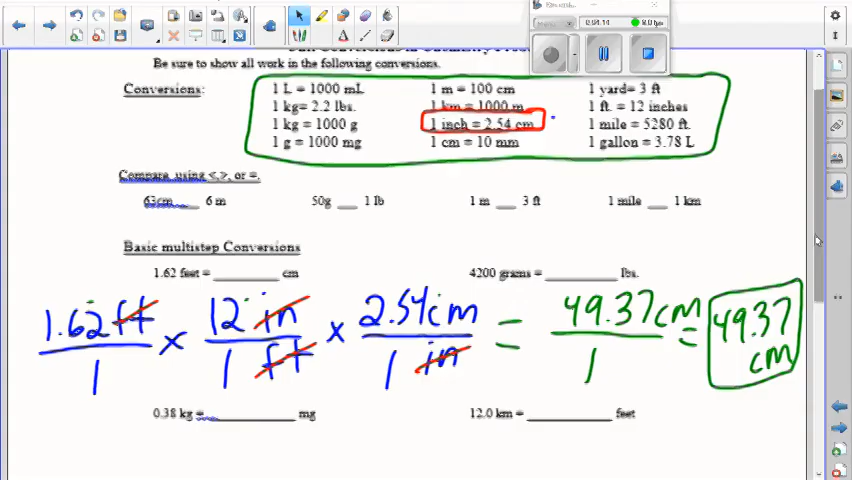 Be sure to show all work in the following conversions.
Conversions:
1 L = 1000 mL 1 m = 100 cm 1 yard= 3 ft
1 kg= 2.2 lbs. 1 km = 1000 m 1 ft. = 12 inches
1 kg = 1000 g 1 inch = 2.54 cm 1 mile = 5280 ft.
1 g = 1000 mg 1 cm = 10 mm 1 gallon = 3.78 L
Compare using <,>, or =.
63cm ___ 6 m 50g ___ 1 lb 1 m ___ 3 ft 1 mile ___ 1 km
Basic multistep Conversions
1.62 feet = __________ cm 4200 grams = ___________ lbs.
1.62 ft x 12 in x 2.54 cm = 49.37 cm = 49.37
1 1 ft 1 in 1 cm
0.38 kg = _____________ mg 12.0 km = _____________ feet